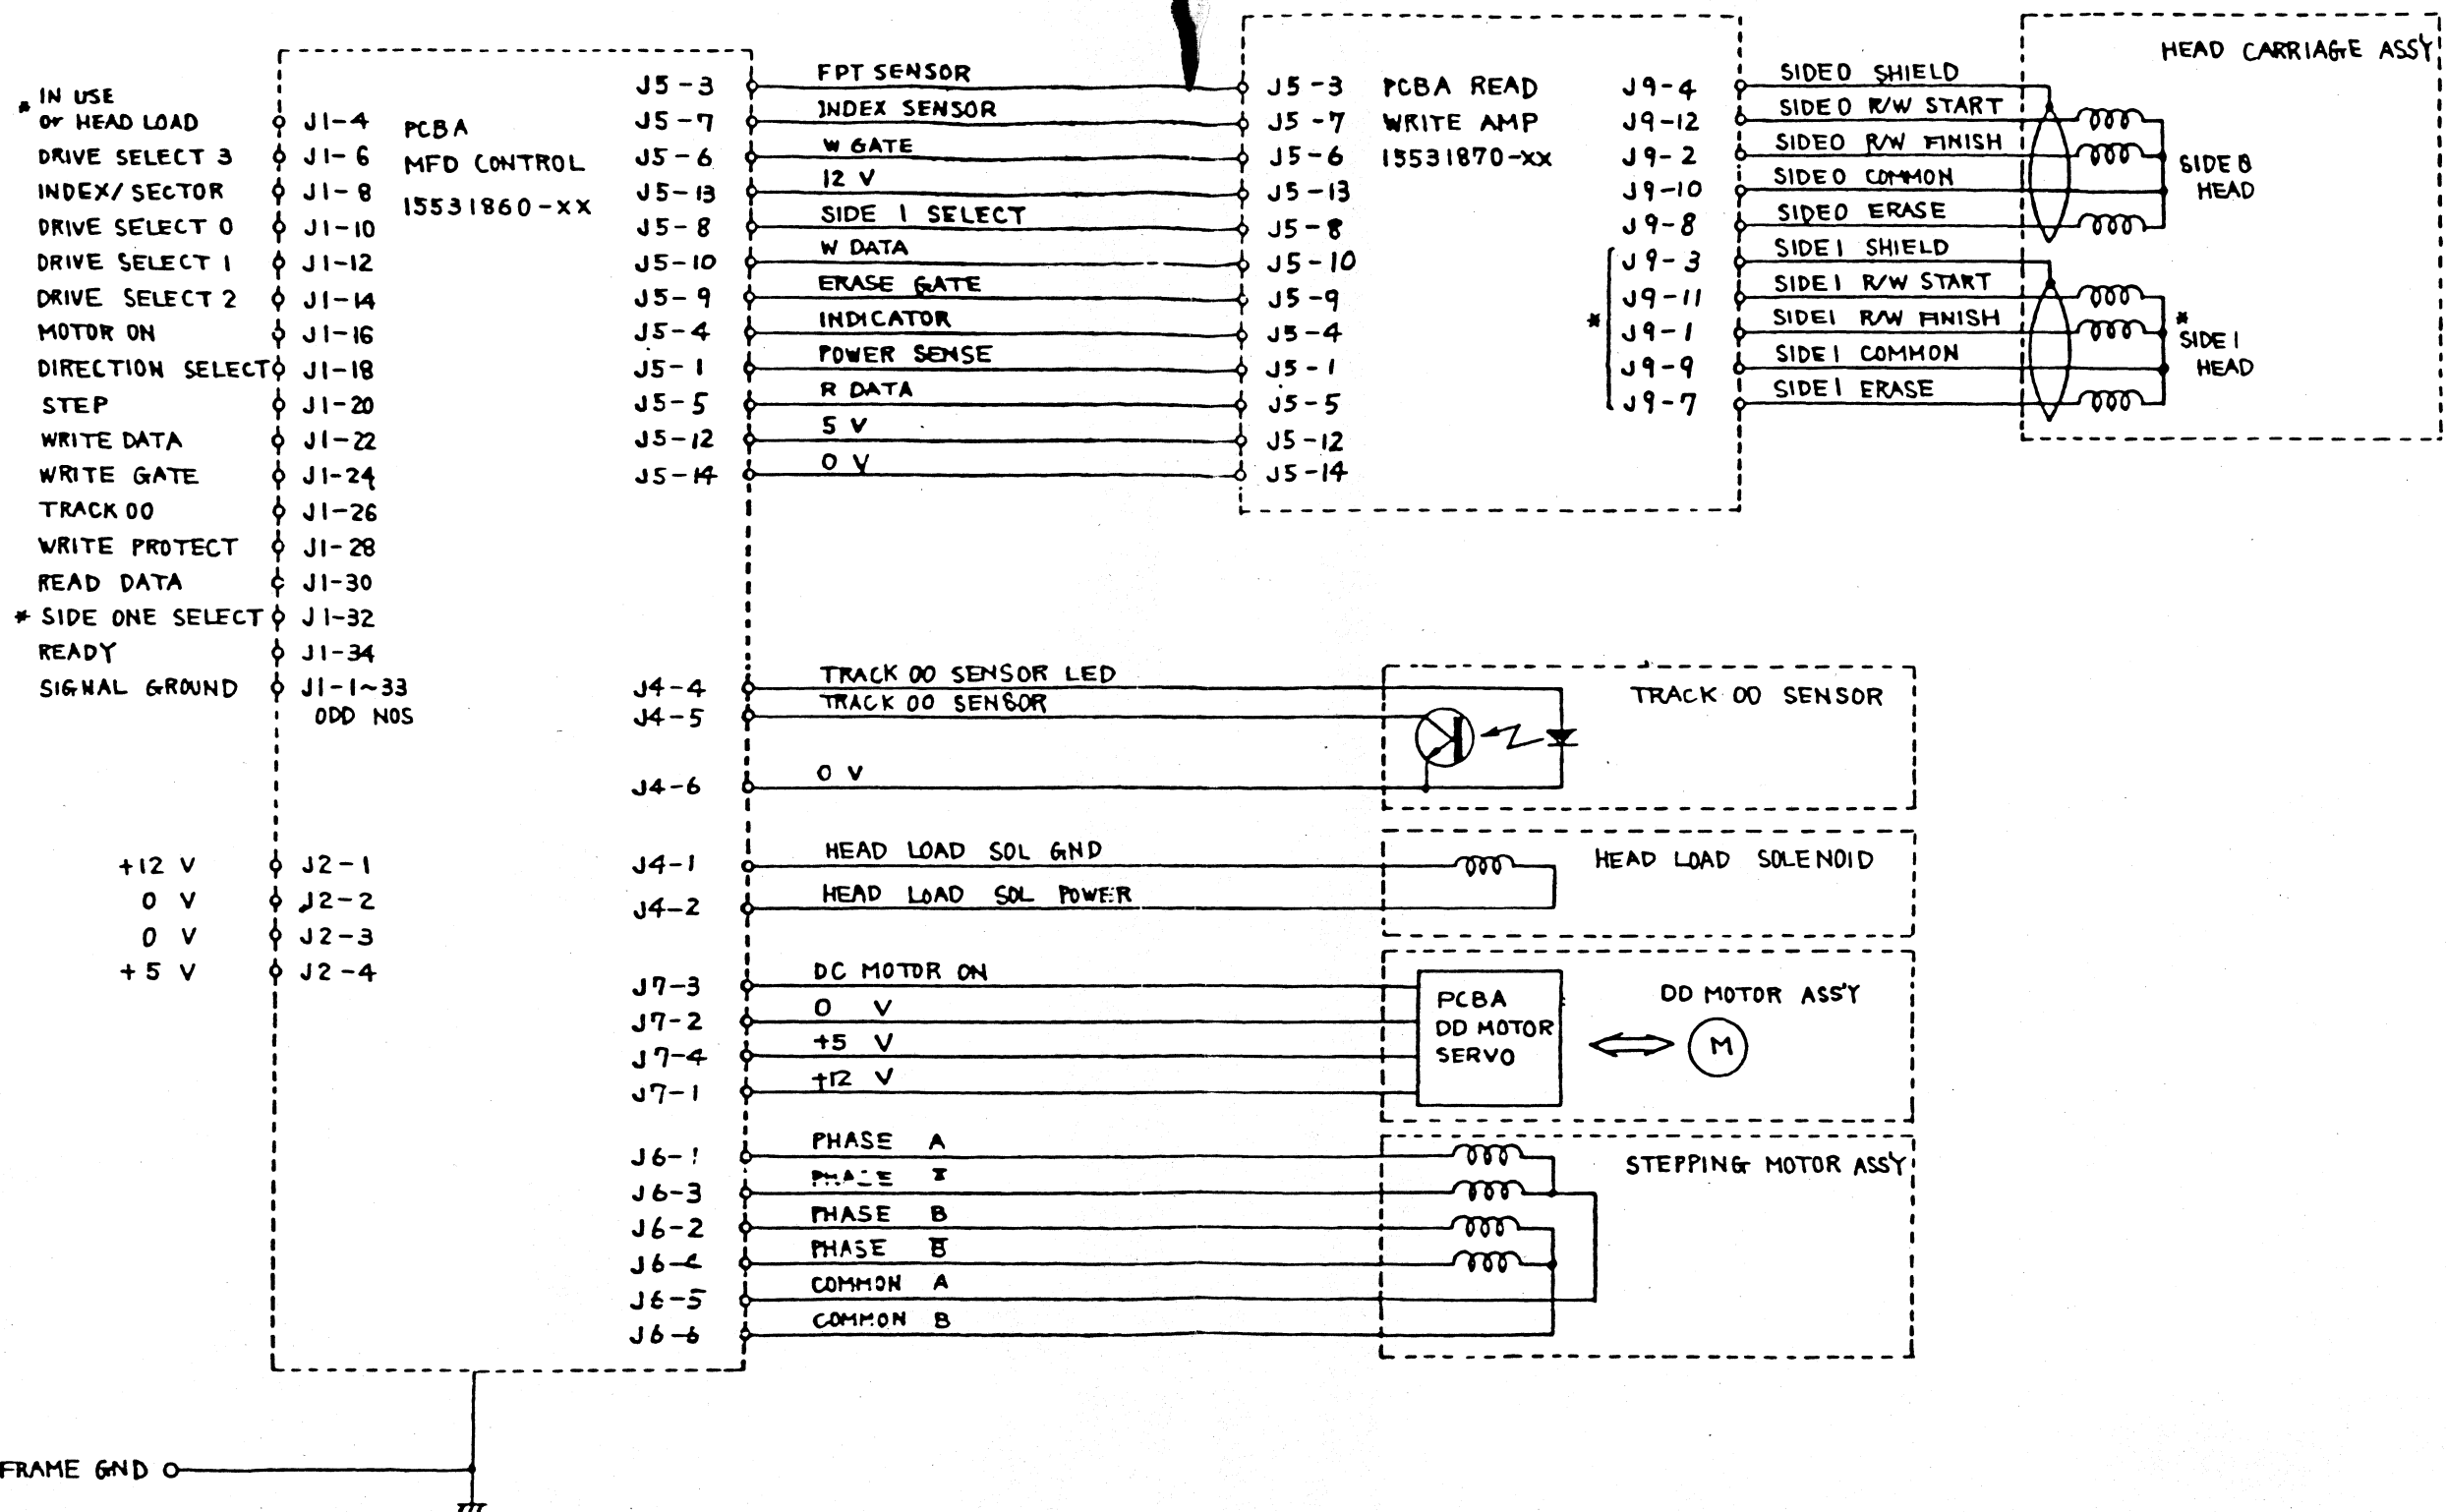 * IN USE
or HEAD LOAD
DRIVE SELECT 3
INDEX/SECTOR
DRIVE SELECT 0
DRIVE SELECT 1
DRIVE SELECT 2
MOTOR ON
DIRECTION SELECT
STEP
WRITE DATA
WRITE GATE
TRACK 00
WRITE PROTECT
READ DATA
* SIDE ONE SELECT
READY
SIGNAL GROUND
+12 V
0 V
0 V
+5 V
J1-4
J1-6
J1-8
J1-10
J1-12
J1-14
J1-16
J1-18
J1-20
J1-22
J1-24
J1-26
J1-28
J1-30
J1-32
J1-34
J1-1~33
ODD NOS
J2-1
J2-2
J2-3
J2-4
PCBA
MFD CONTROL
15531860-XX
J5-3
J5-7
J5-6
J5-13
J5-8
J5-10
J5-9
J5-4
J5-1
J5-5
J5-12
J5-14
FPT SENSOR
INDEX SENSOR
W GATE
12 V
SIDE 1 SELECT
W DATA
ERASE GATE
INDICATOR
POWER SENSE
R DATA
5 V
0 V
J5-3
J5-7
J5-6
J5-13
J5-8
J5-10
J5-9
J5-4
J5-1
J5-5
J5-12
J5-14
PCBA READ
WRITE AMP
15531870-XX
J9-4
J9-12
J9-2
J9-10
J9-8
J9-3
J9-11
*
J9-1
J9-9
J9-7
SIDE0 SHIELD
SIDE0 R/W START
SIDE0 R/W FINISH
SIDE0 COMMON
SIDE0 ERASE
SIDE1 SHIELD
SIDE1 R/W START
SIDE1 R/W FINISH
SIDE1 COMMON
SIDE1 ERASE
HEAD CARRIAGE ASSY
SIDE 0
HEAD
*
SIDE 1
HEAD
J4-4
J4-5
J4-6
TRACK 00 SENSOR LED
TRACK 00 SENSOR
0 V
TRACK 00 SENSOR
J4-1
J4-2
HEAD LOAD SOL GND
HEAD LOAD SOL POWER
HEAD LOAD SOLENOID
J7-3
J7-2
J7-4
J7-1
DC MOTOR ON
0 V
+5 V
+12 V
PCBA
DD MOTOR
SERVO
DD MOTOR ASS'Y
M
J6-1
J6-3
J6-2
J6-4
J6-5
J6-6
PHASE A
PHASE
PHASE B
PHASE B̅
COMMON A
COMMON B
STEPPING MOTOR ASS'Y
FRAME GND